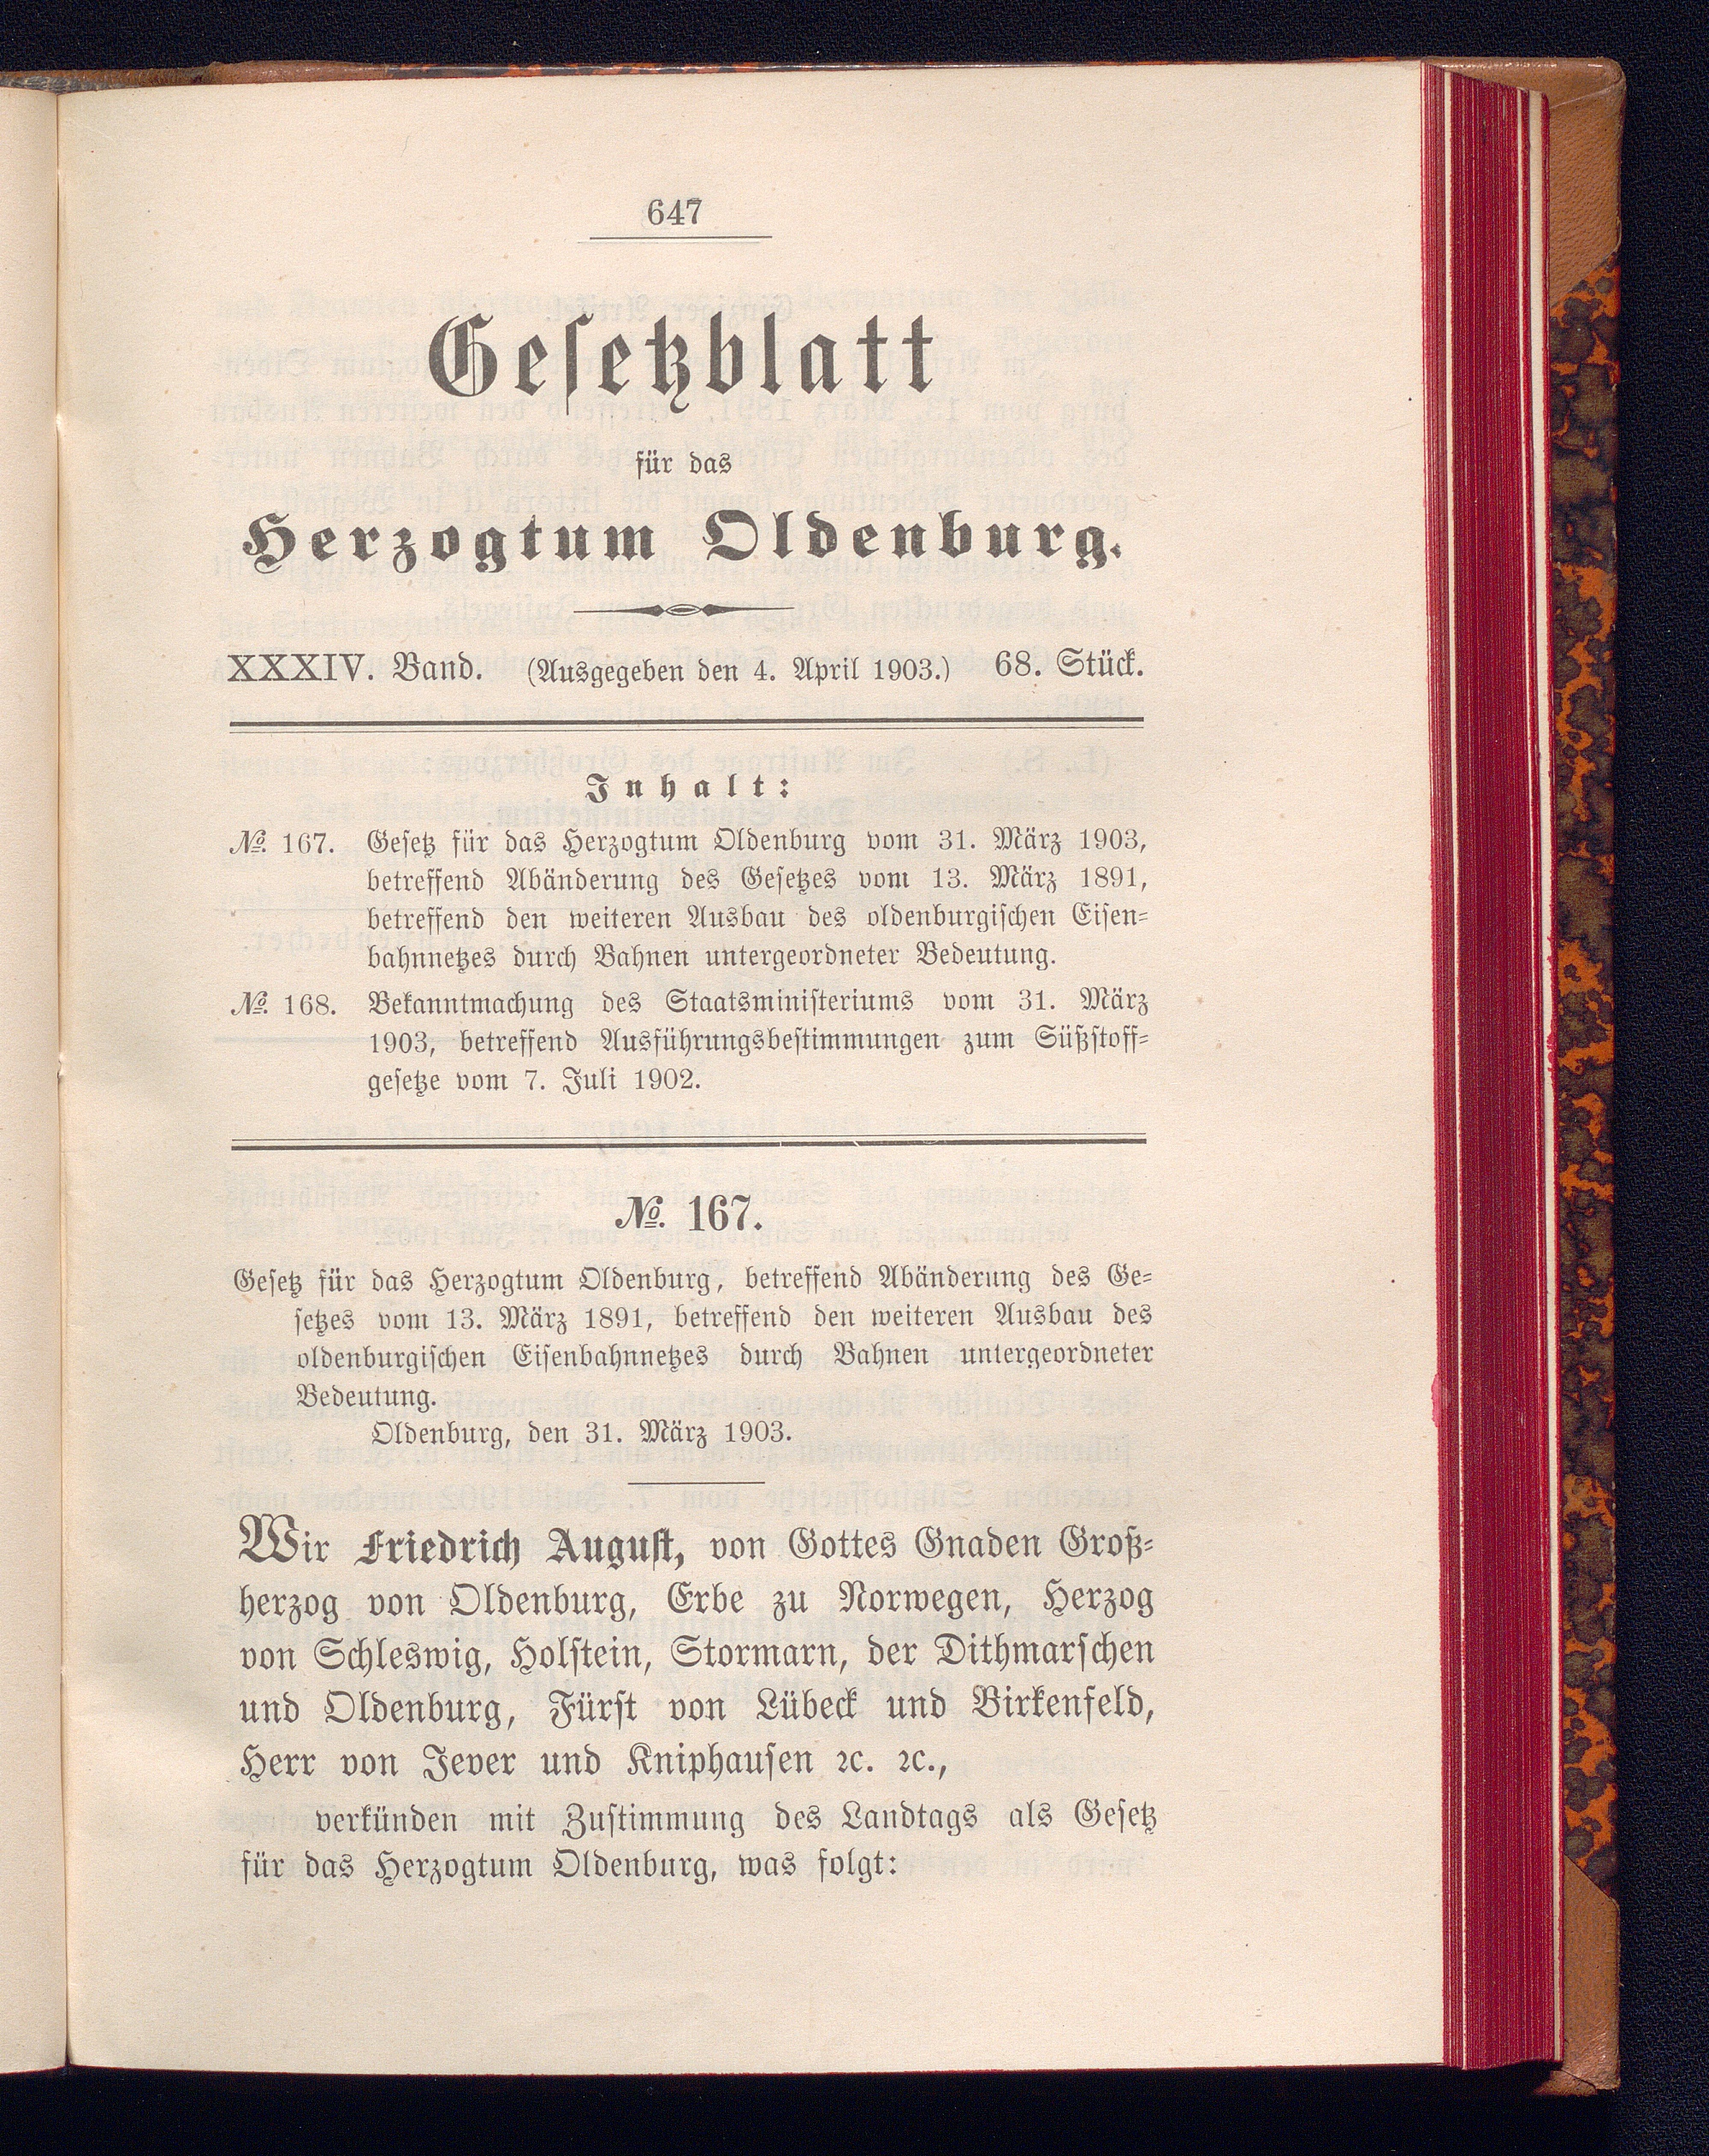 647
Gesetzblatt
für das
Herzogtum Oldenburg.
XXXIV. Band. (Ausgegeben den 4. April 1903.) 68. Stück.
Inhalt:
№ 167. Gesetz für das Herzogtum Oldenburg vom 31. März 1903,
betreffend Abänderung des Gesetzes vom 13. März 1891,
betreffend den weiteren Ausbau des oldenburgischen Eisen-
bahnnetzes durch Bahnen untergeordneter Bedeutung.
№ 168. Bekanntmachung des Staatsministeriums vom 31. März
1903, betreffend Ausführungsbestimmungen zum Süßstoff-
gesetze vom 7. Juli 1902.
№. 167.
Gesetz für das Herzogtum Oldenburg, betreffend Abänderung des Ge-
setzes vom 13. März 1891, betreffend den weiteren Ausbau des
oldenburgischen Eisenbahnnetzes durch Bahnen untergeordneter
Bedeutung.
Oldenburg, den 31. März 1903.
Wir Friedrich August, von Gottes Gnaden Groß-
herzog von Oldenburg, Erbe zu Norwegen, Herzog
von Schleswig, Holstein, Stormarn, der Dithmarschen
und Oldenburg, Fürst von Lübeck und Birkenfeld,
Herr von Jever und Kniphausen ꝛc. ꝛc.,
verkünden mit Zustimmung des Landtags als Gesetz
für das Herzogtum Oldenburg, was folgt: